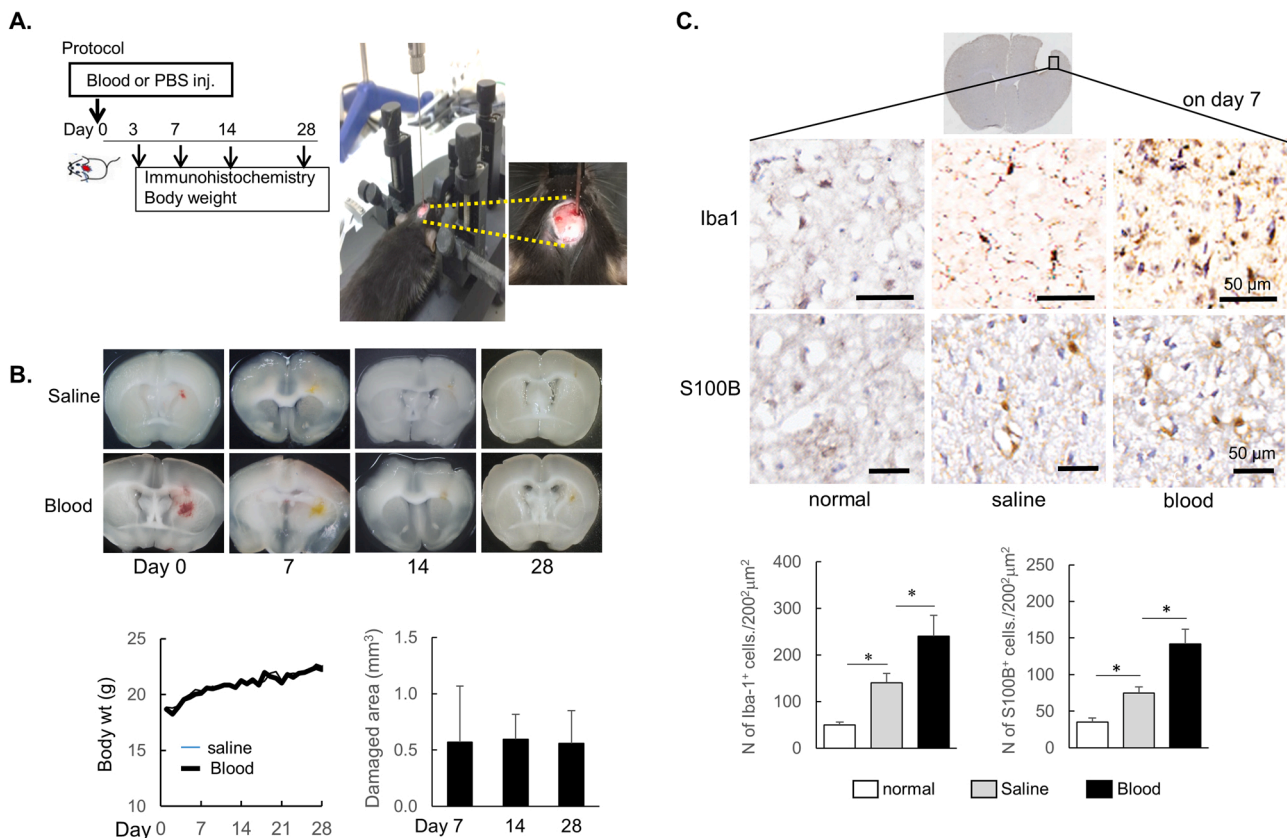 A.
Protocol
Blood or PBS inj.
Day 0 3 7 14 28
Immunohistochemistry
Body weight
B.
Saline
Blood
Day 0 7 14 28
Body wt (g)
25
22
19
16
13
10
saline
Blood
Day 0 7 14 21 28
Damaged area (mm³)
1.5
1.0
0.5
0.0
Day 7 14 28
C.
on day 7
Iba1
50 µm
S100B
50 µm
normal saline blood
N of Iba-1⁺ cells./200²µm²
400
300
200
100
0
*
*
N of S100B⁺ cells./200²µm²
250
200
150
100
50
0
*
*
normal Saline Blood